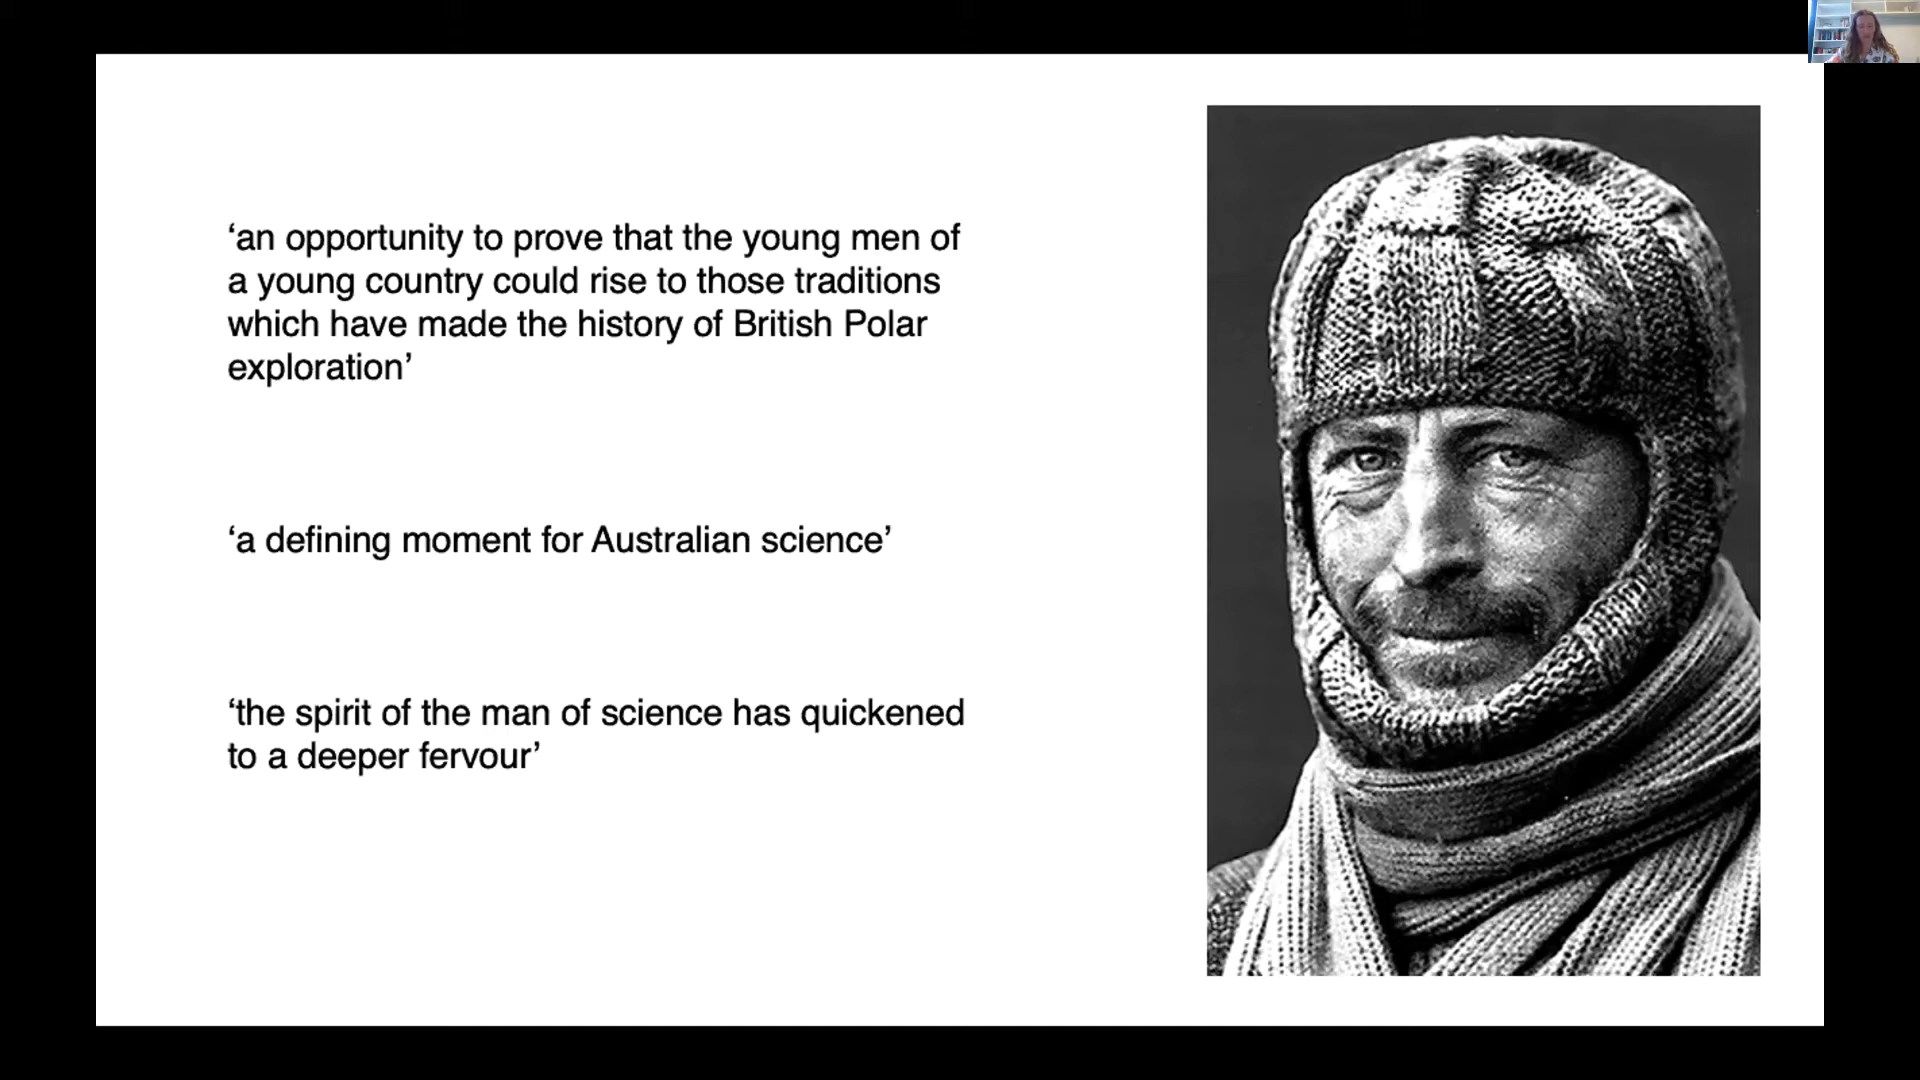 ‘an opportunity to prove that the young men of
a young country could rise to those traditions
which have made the history of British Polar
exploration’
‘a defining moment for Australian science’
‘the spirit of the man of science has quickened
to a deeper fervour’